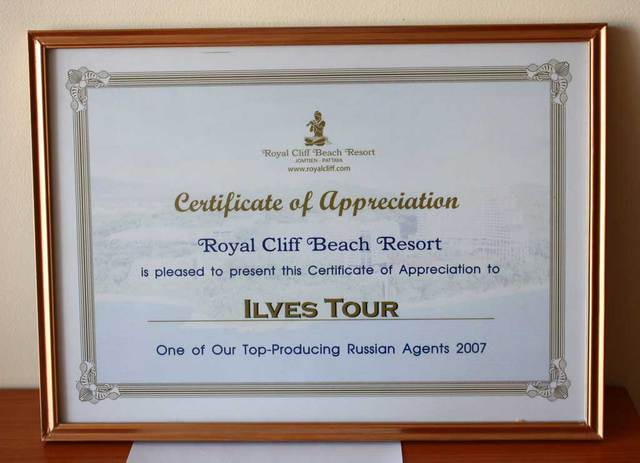 Royal Cliff Beach Resort
JOMTIEN - PATTAYA
www.royalcliff.com
Certificate of Appreciation
Royal Cliff Beach Resort
is pleased to present this Certificate of Appreciation to
ILVES TOUR
One of Our Top-Producing Russian Agents 2007